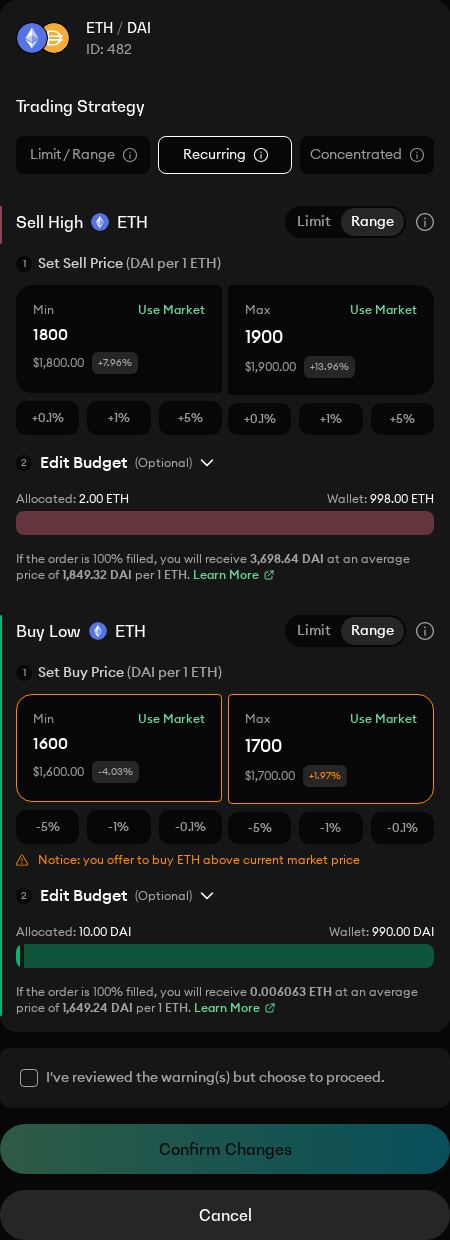 ETH / DAI
ID: 482
Trading Strategy
Limit / Range
Recurring
Concentrated
Sell High ETH
Limit Range
1 Set Sell Price (DAI per 1 ETH)
Min Use Market
1800
$1,800.00 +7.96%
Max Use Market
1900
$1,900.00 +13.96%
+0.1% +1% +5%
+0.1% +1% +5%
2 Edit Budget (Optional)
Allocated: 2.00 ETH Wallet: 998.00 ETH
If the order is 100% filled, you will receive 3,698.64 DAI at an average
price of 1,849.32 DAI per 1 ETH. Learn More
Buy Low ETH
Limit Range
1 Set Buy Price (DAI per 1 ETH)
Min Use Market
1600
$1,600.00 -4.03%
Max Use Market
1700
$1,700.00 +1.97%
-5% -1% -0.1%
-5% -1% -0.1%
Notice: you offer to buy ETH above current market price
2 Edit Budget (Optional)
Allocated: 10.00 DAI Wallet: 990.00 DAI
If the order is 100% filled, you will receive 0.006063 ETH at an average
price of 1,649.24 DAI per 1 ETH. Learn More
I've reviewed the warning(s) but choose to proceed.
Confirm Changes
Cancel